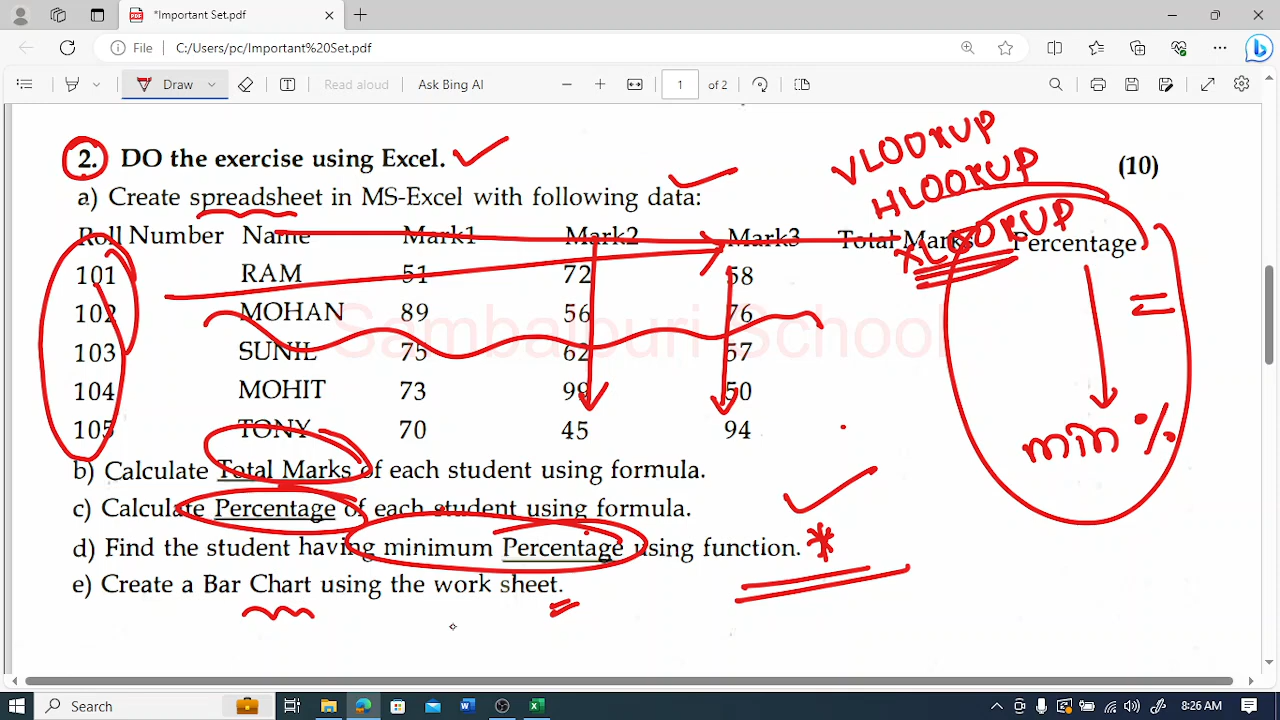 *Important Set.pdf
File
C:/Users/pc/Important%20Set.pdf
Draw
Read aloud
Ask Bing AI
1
of 2
VLOOKUP
HLOOKUP
XLOOKUP
2. DO the exercise using Excel. (10)
a) Create spreadsheet in MS-Excel with following data:
Roll Number Name Mark1 Mark2 Mark3 Total Marks Percentage
101 RAM 51 72 58
102 MOHAN 89 56 76
Sambalpuri School
103 SUNIL 75 62 57
104 MOHIT 73 99 50
105 TONY 70 45 94
min %
b) Calculate Total Marks of each student using formula.
c) Calculate Percentage of each student using formula.
d) Find the student having minimum Percentage using function. *
e) Create a Bar Chart using the work sheet.
Search
8:26 AM